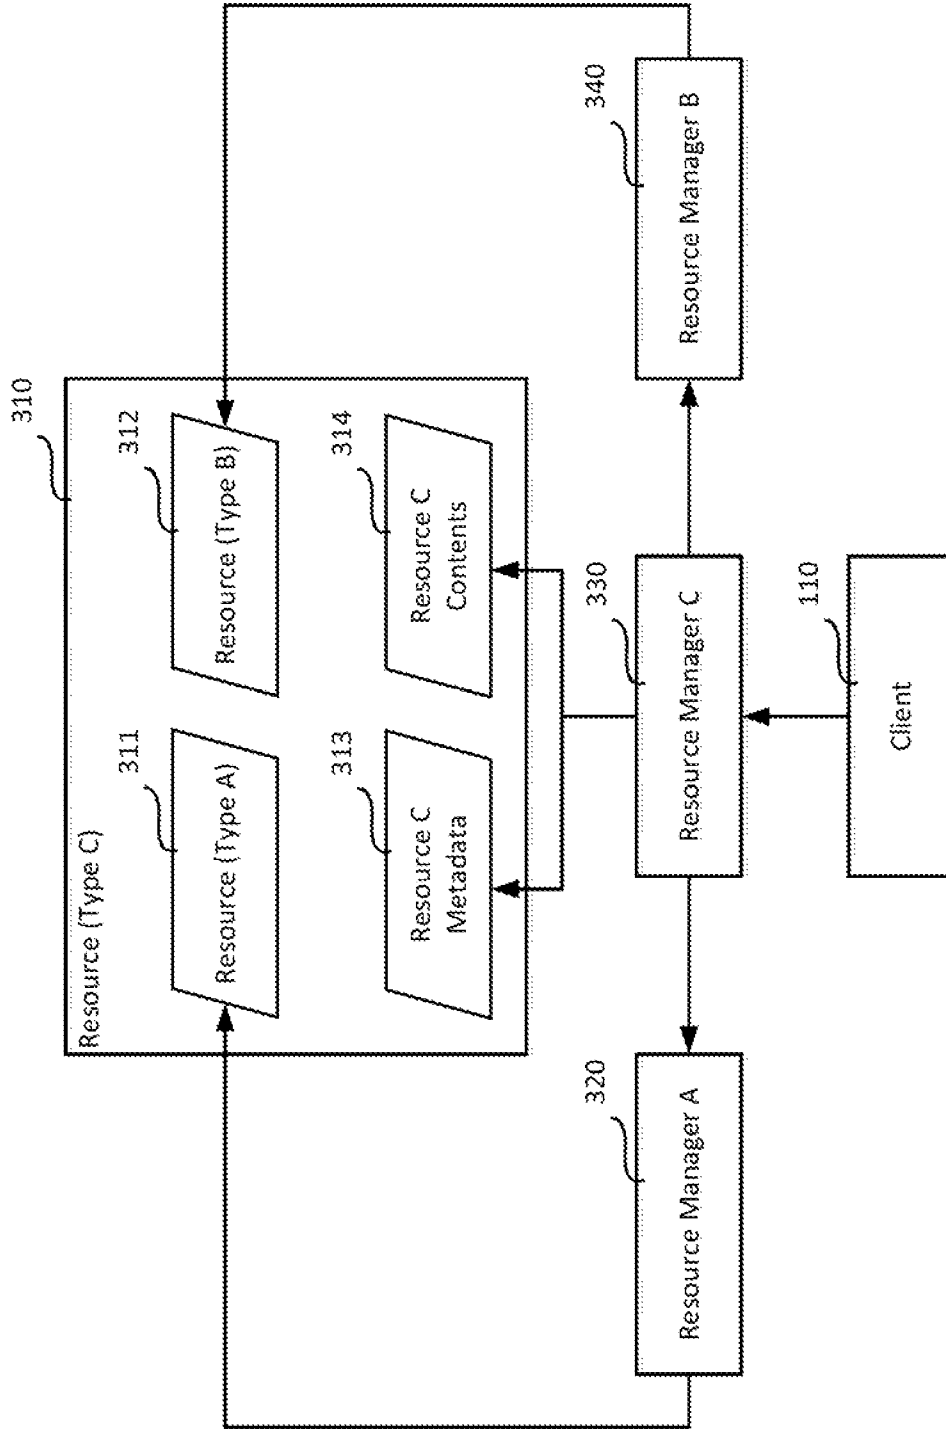 310
Resource (Type C)
311
Resource (Type A)
312
Resource (Type B)
313
Resource C
Metadata
314
Resource C
Contents
320
Resource Manager A
330
Resource Manager C
340
Resource Manager B
110
Client